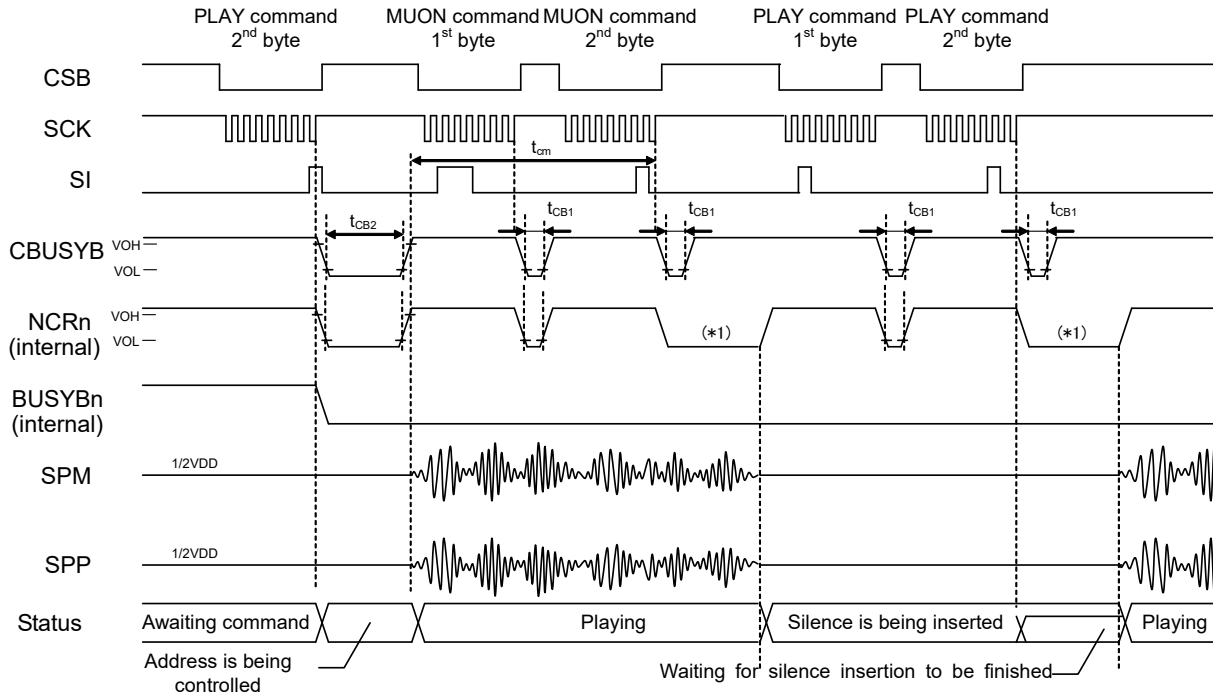 PLAY command MUON command MUON command PLAY command PLAY command
2nd byte 1st byte 2nd byte 1st byte 2nd byte
CSB
SCK
tcm
SI
tCB2 tCB1 tCB1 tCB1 tCB1
CBUSYB VOH
VOL
NCRn VOH
(internal) VOL (*1) (*1)
BUSYBn
(internal)
SPM 1/2VDD
SPP 1/2VDD
Status Awaiting command Playing Silence is being inserted Playing
Address is being Waiting for silence insertion to be finished
controlled